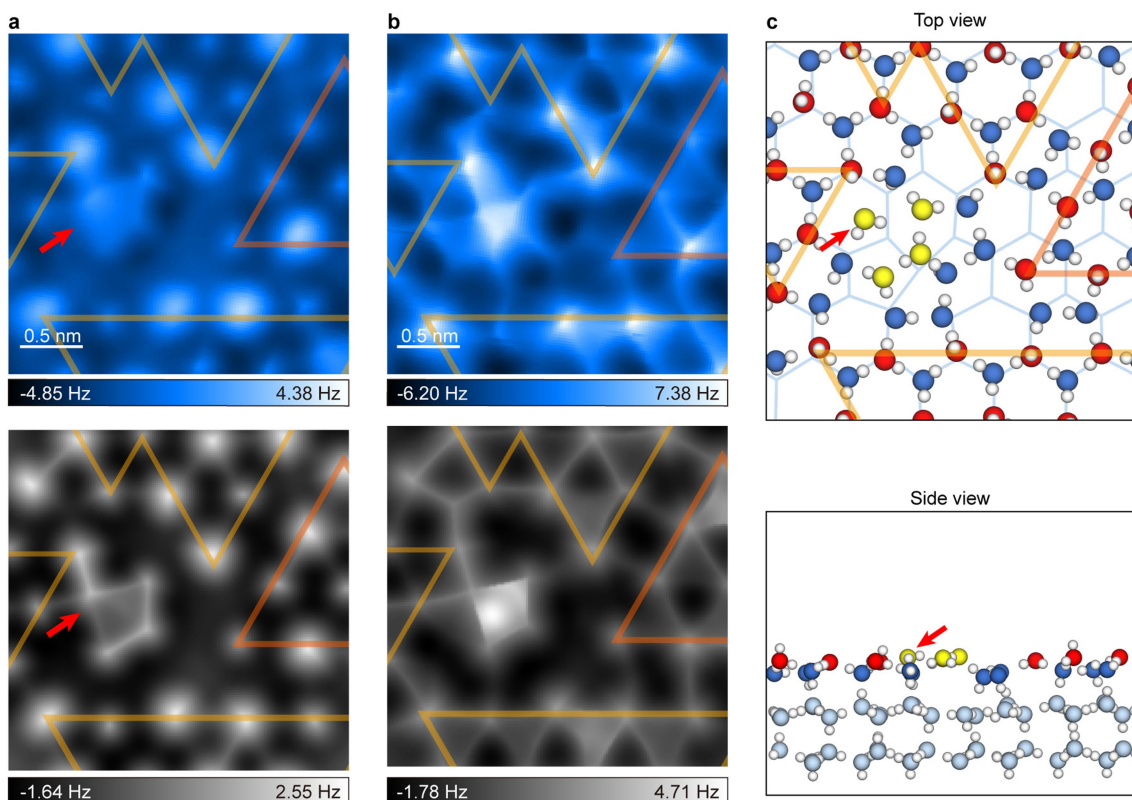 a
b
c
Top view
0.5 nm
0.5 nm
-4.85 Hz 4.38 Hz
-6.20 Hz 7.38 Hz
Side view
-1.64 Hz 2.55 Hz
-1.78 Hz 4.71 Hz